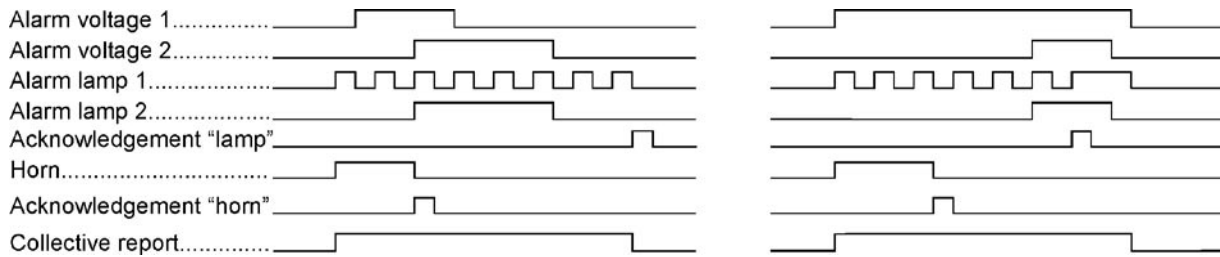 Alarm voltage 1................
Alarm voltage 2................
Alarm lamp 1...................
Alarm lamp 2...................
Acknowledgement “lamp”
Horn...............................
Acknowledgement “horn”
Collective report..............